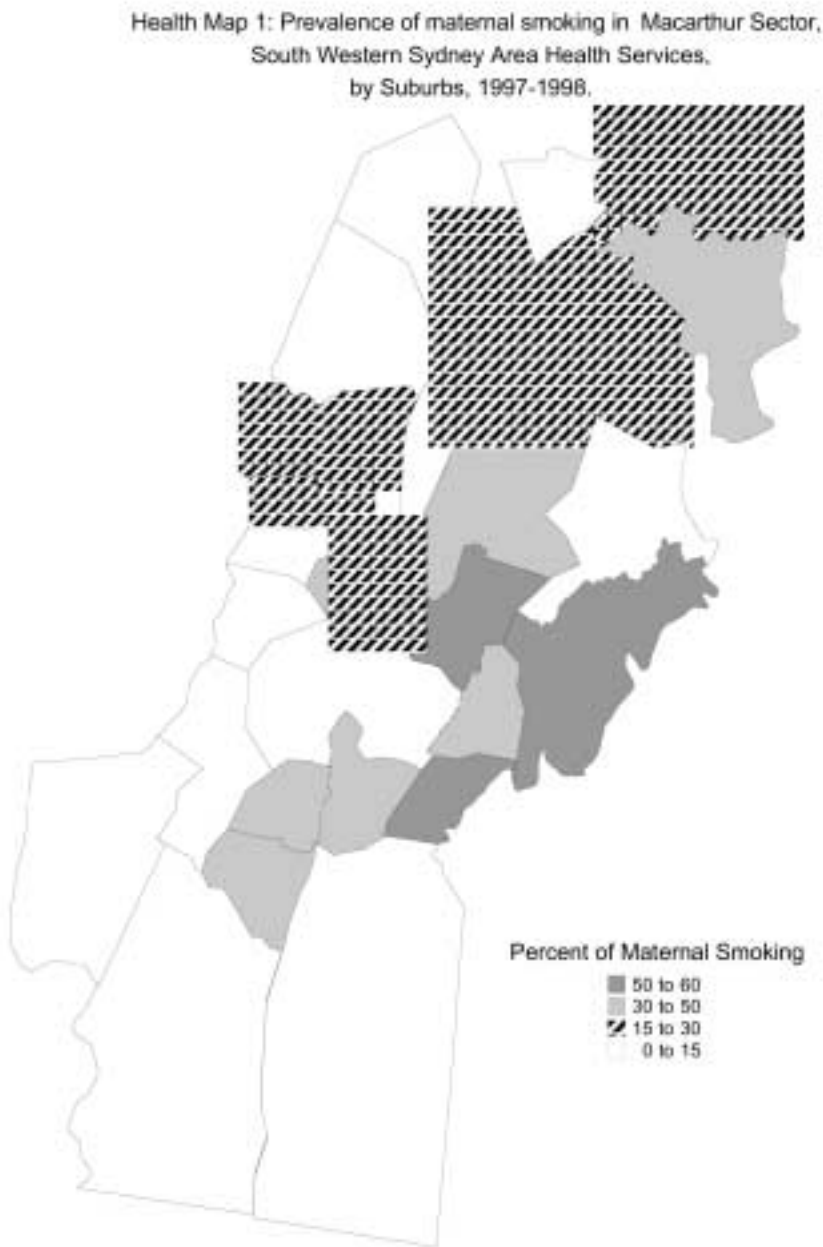 Health Map 1: Prevalence of maternal smoking in Macarthur Sector,
South Western Sydney Area Health Services,
by Suburbs, 1997-1998.
Percent of Maternal Smoking
50 to 60
30 to 50
15 to 30
0 to 15